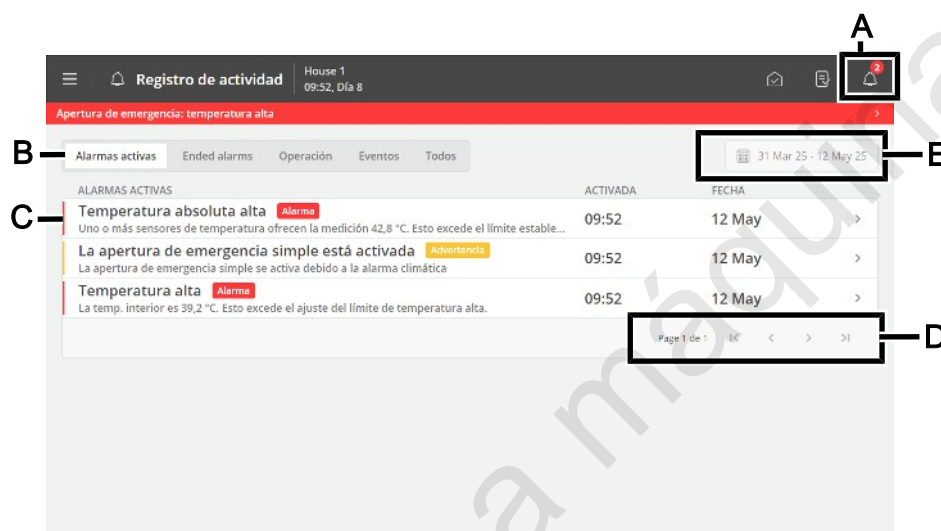 A
2
Registro de actividad
House 1
09:52, Día 8
Apertura de emergencia: temperatura alta
B
Alarmas activas Ended alarms Operación Eventos Todos
31 Mar 25 - 12 May 25
E
ALARMAS ACTIVAS ACTIVADA FECHA
C
Temperatura absoluta alta Alarma 09:52 12 May
Uno o más sensores de temperatura ofrecen la medición 42,8 °C. Esto excede el límite estable...
La apertura de emergencia simple está activada Advertencia 09:52 12 May
La apertura de emergencia simple se activa debido a la alarma climática
Temperatura alta Alarma 09:52 12 May
La temp. interior es 39,2 °C. Esto excede el ajuste del límite de temperatura alta.
Page 1 de 1
D
a máquina